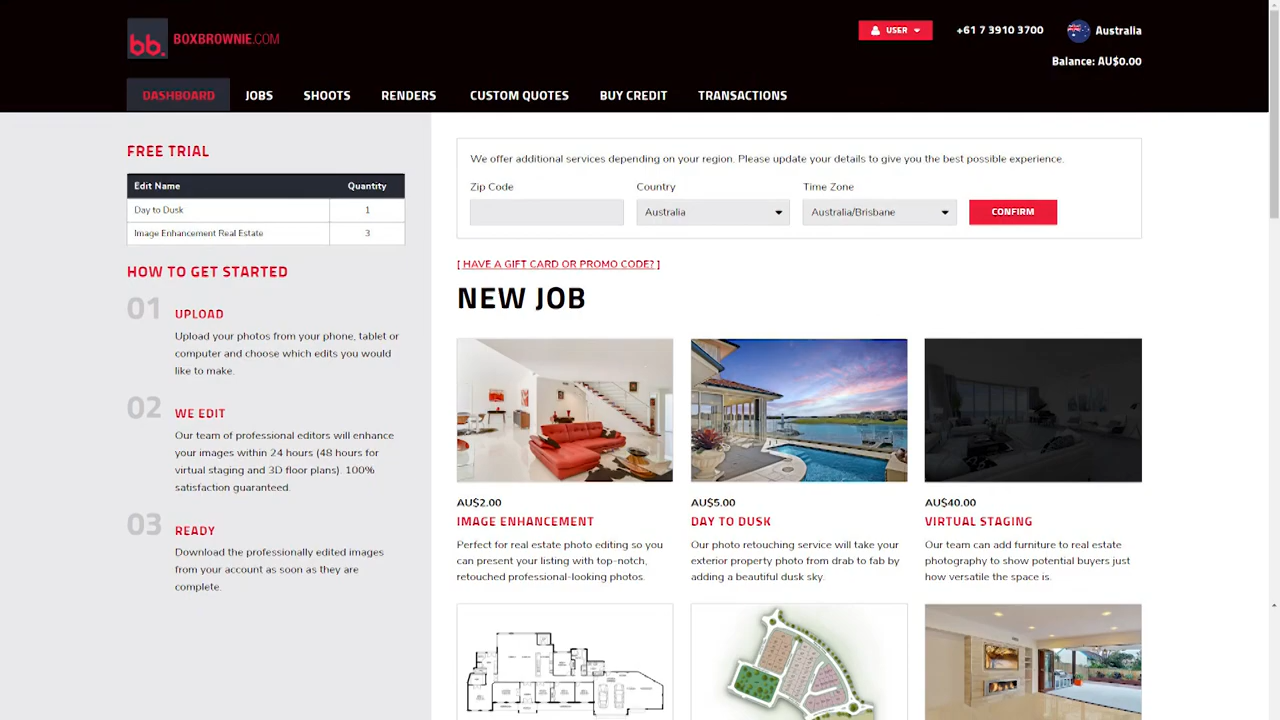 bb. BOXBROWNIE.COM
USER
+61 7 3910 3700
Australia
Balance: AU$0.00
DASHBOARD
JOBS
SHOOTS
RENDERS
CUSTOM QUOTES
BUY CREDIT
TRANSACTIONS
FREE TRIAL
Edit Name Quantity
Day to Dusk 1
Image Enhancement Real Estate 3
HOW TO GET STARTED
01 UPLOAD
Upload your photos from your phone, tablet or
computer and choose which edits you would
like to make.
02 WE EDIT
Our team of professional editors will enhance
your images within 24 hours (48 hours for
virtual staging and 3D floor plans). 100%
satisfaction guaranteed.
03 READY
Download the professionally edited images
from your account as soon as they are
complete.
We offer additional services depending on your region. Please update your details to give you the best possible experience.
Zip Code Country Time Zone
Australia Australia/Brisbane CONFIRM
[ HAVE A GIFT CARD OR PROMO CODE? ]
NEW JOB
AU$2.00
IMAGE ENHANCEMENT
Perfect for real estate photo editing so you
can present your listing with top-notch,
retouched professional-looking photos.
AU$5.00
DAY TO DUSK
Our photo retouching service will take your
exterior property photo from drab to fab by
adding a beautiful dusk sky.
AU$40.00
VIRTUAL STAGING
Our team can add furniture to real estate
photography to show potential buyers just
how versatile the space is.